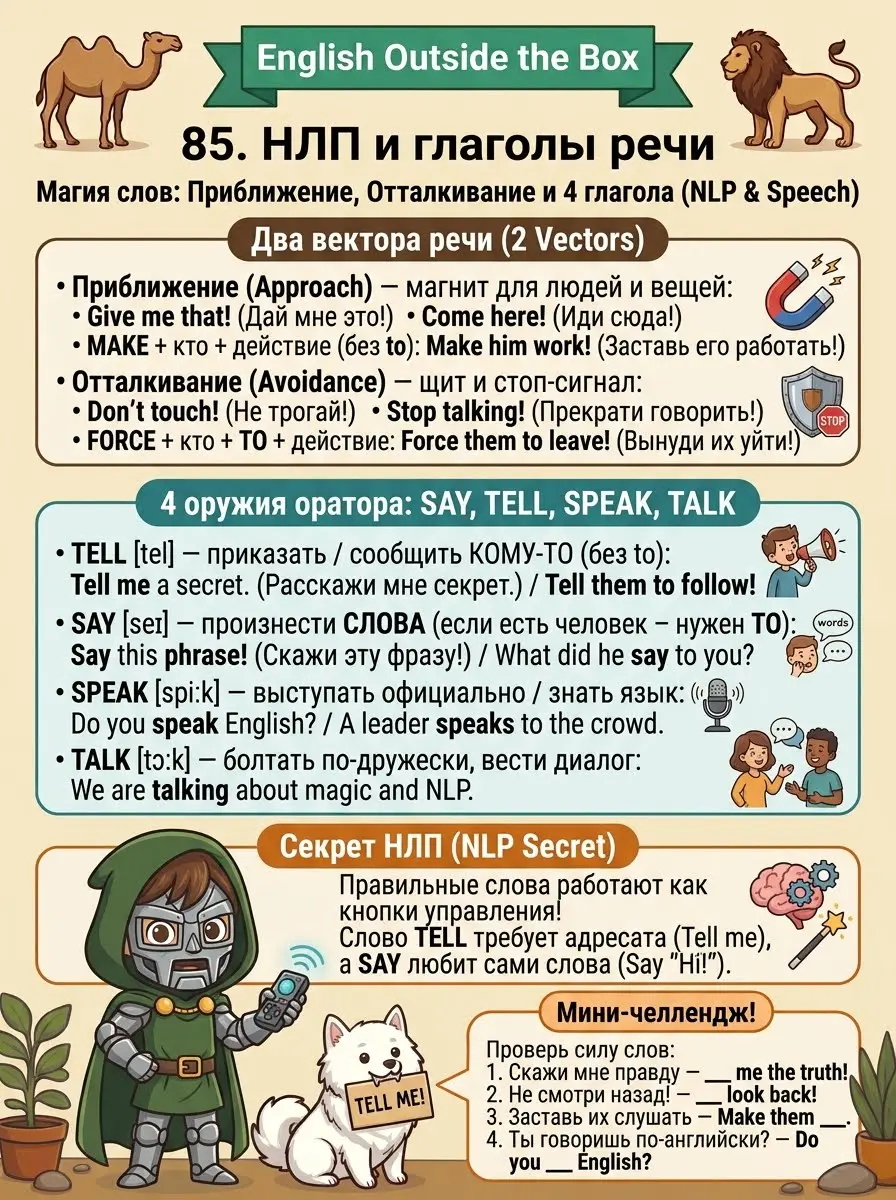 English Outside the Box
85. НЛП и глаголы речи
Магия слов: Приближение, Отталкивание и 4 глагола (NLP & Speech)
Два вектора речи (2 Vectors)
• Приближение (Approach) — магнит для людей и вещей:
• Give me that! (Дай мне это!) • Come here! (Иди сюда!)
• MAKE + кто + действие (без to): Make him work! (Заставь его работать!)
• Отталкивание (Avoidance) — щит и стоп-сигнал:
• Don't touch! (Не трогай!) • Stop talking! (Прекрати говорить!)
• FORCE + кто + TO + действие: Force them to leave! (Вынуди их уйти!)
STOP
4 оружия оратора: SAY, TELL, SPEAK, TALK
• TELL [tel] — приказать / сообщить КОМУ-ТО (без to):
Tell me a secret. (Расскажи мне секрет.) / Tell them to follow!
• SAY [seɪ] — произнести СЛОВА (если есть человек – нужен TO):
Say this phrase! (Скажи эту фразу!) / What did he say to you?
words
• SPEAK [spi:k] — выступать официально / знать язык:
Do you speak English? / A leader speaks to the crowd.
• TALK [tɔ:k] — болтать по-дружески, вести диалог:
We are talking about magic and NLP.
Секрет НЛП (NLP Secret)
Правильные слова работают как
кнопки управления!
Слово TELL требует адресата (Tell me),
а SAY любит сами слова (Say "Hi!").
TELL ME!
Мини-челлендж!
Проверь силу слов:
1. Скажи мне правду — ___ me the truth!
2. Не смотри назад! — ___ look back!
3. Заставь их слушать — Make them ___.
4. Ты говоришь по-английски? — Do
you ___ English?